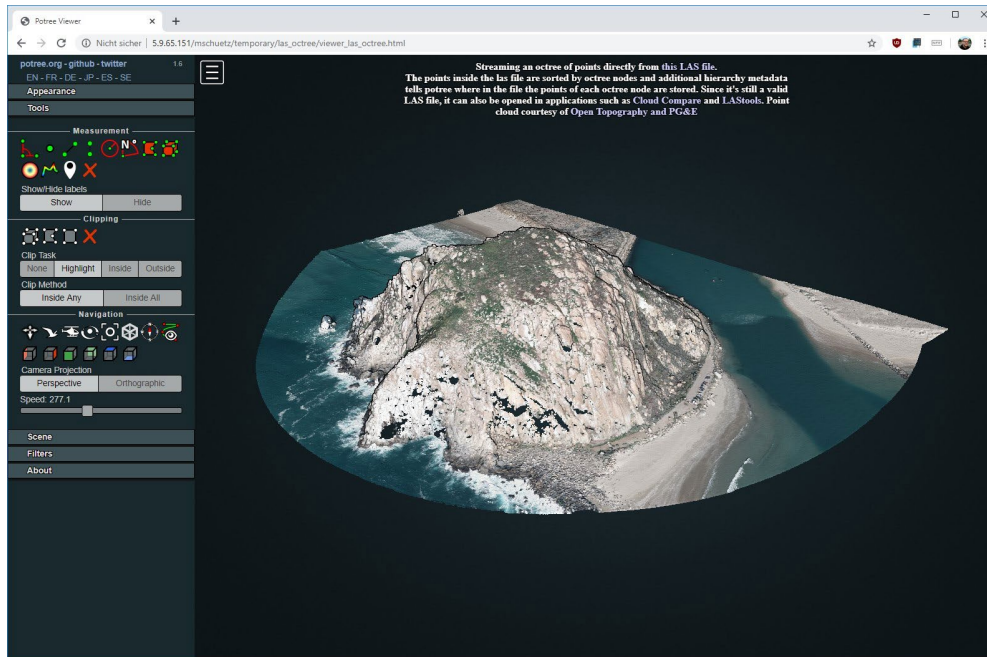 Potree Viewer
Nicht sicher | 5.9.65.151/mschuetz/temporary/las_octree/viewer_las_octree.html
potree.org - github - twitter 1.6
EN - FR - DE - JP - ES - SE
Appearance
Tools
Measurement
N°
Show/Hide labels
Show Hide
Clipping
Clip Task
None Highlight Inside Outside
Clip Method
Inside Any Inside All
Navigation
Camera Projection
Perspective Orthographic
Speed: 277.1
Scene
Filters
About
Streaming an octree of points directly from this LAS file.
The points inside the las file are sorted by octree nodes and additional hierarchy metadata
tells potree where in the file the points of each octree node are stored. Since it's still a valid
LAS file, it can also be opened in applications such as Cloud Compare and LAStools. Point
cloud courtesy of Open Topography and PG&E